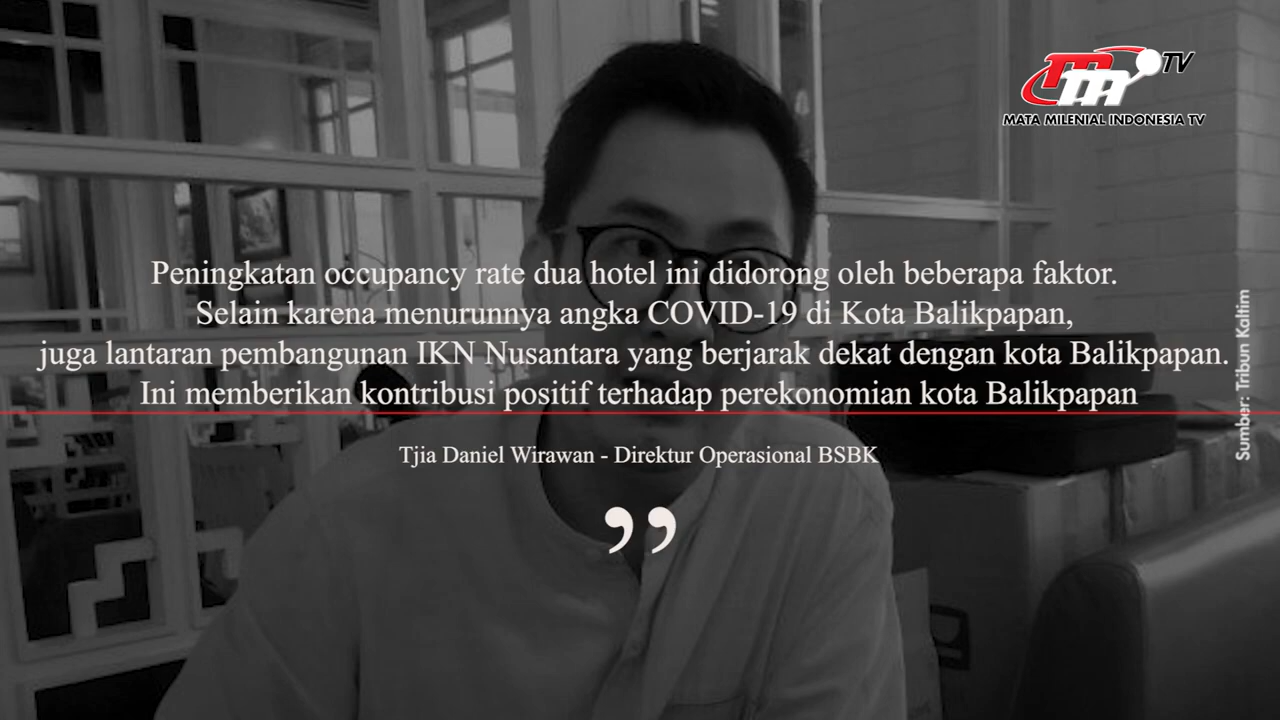 MM TV
MATA MILENIAL INDONESIA TV
Peningkatan occupancy rate dua hotel ini didorong oleh beberapa faktor.
Selain karena menurunnya angka COVID-19 di Kota Balikpapan,
juga lantaran pembangunan IKN Nusantara yang berjarak dekat dengan kota Balikpapan.
Ini memberikan kontribusi positif terhadap perekonomian kota Balikpapan
Tjia Daniel Wirawan - Direktur Operasional BSBK
”
Sumber: Tribun Kaltim